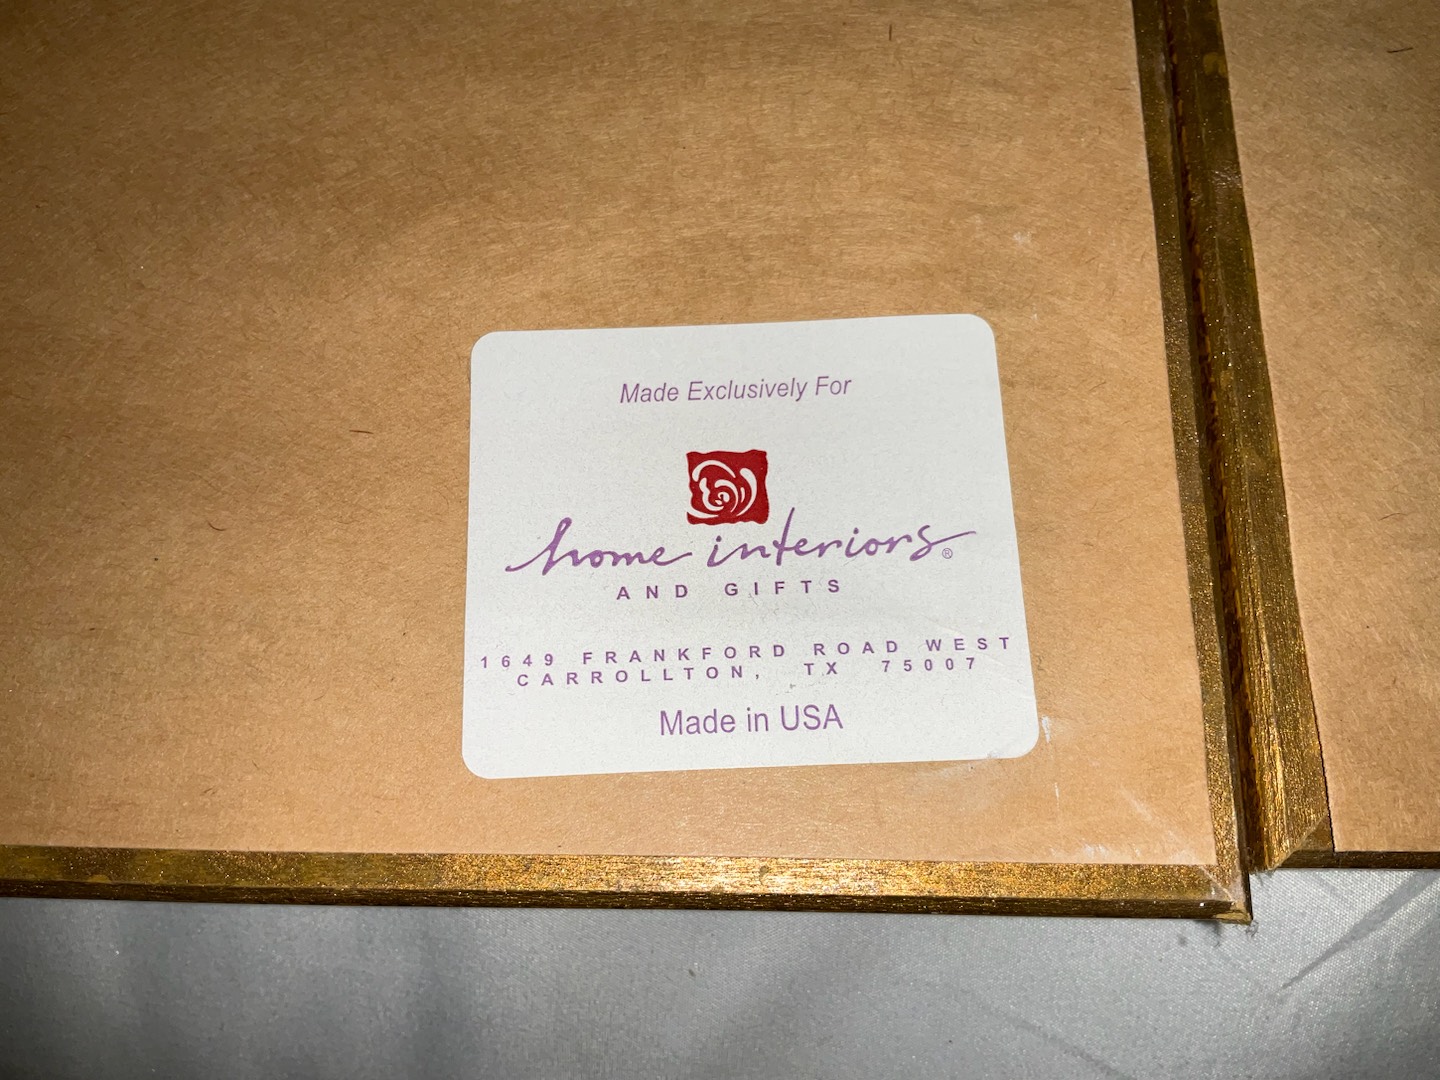 Made Exclusively For
home interiors®
AND GIFTS
1649 FRANKFORD ROAD WEST
CARROLLTON, TX 75007
Made in USA